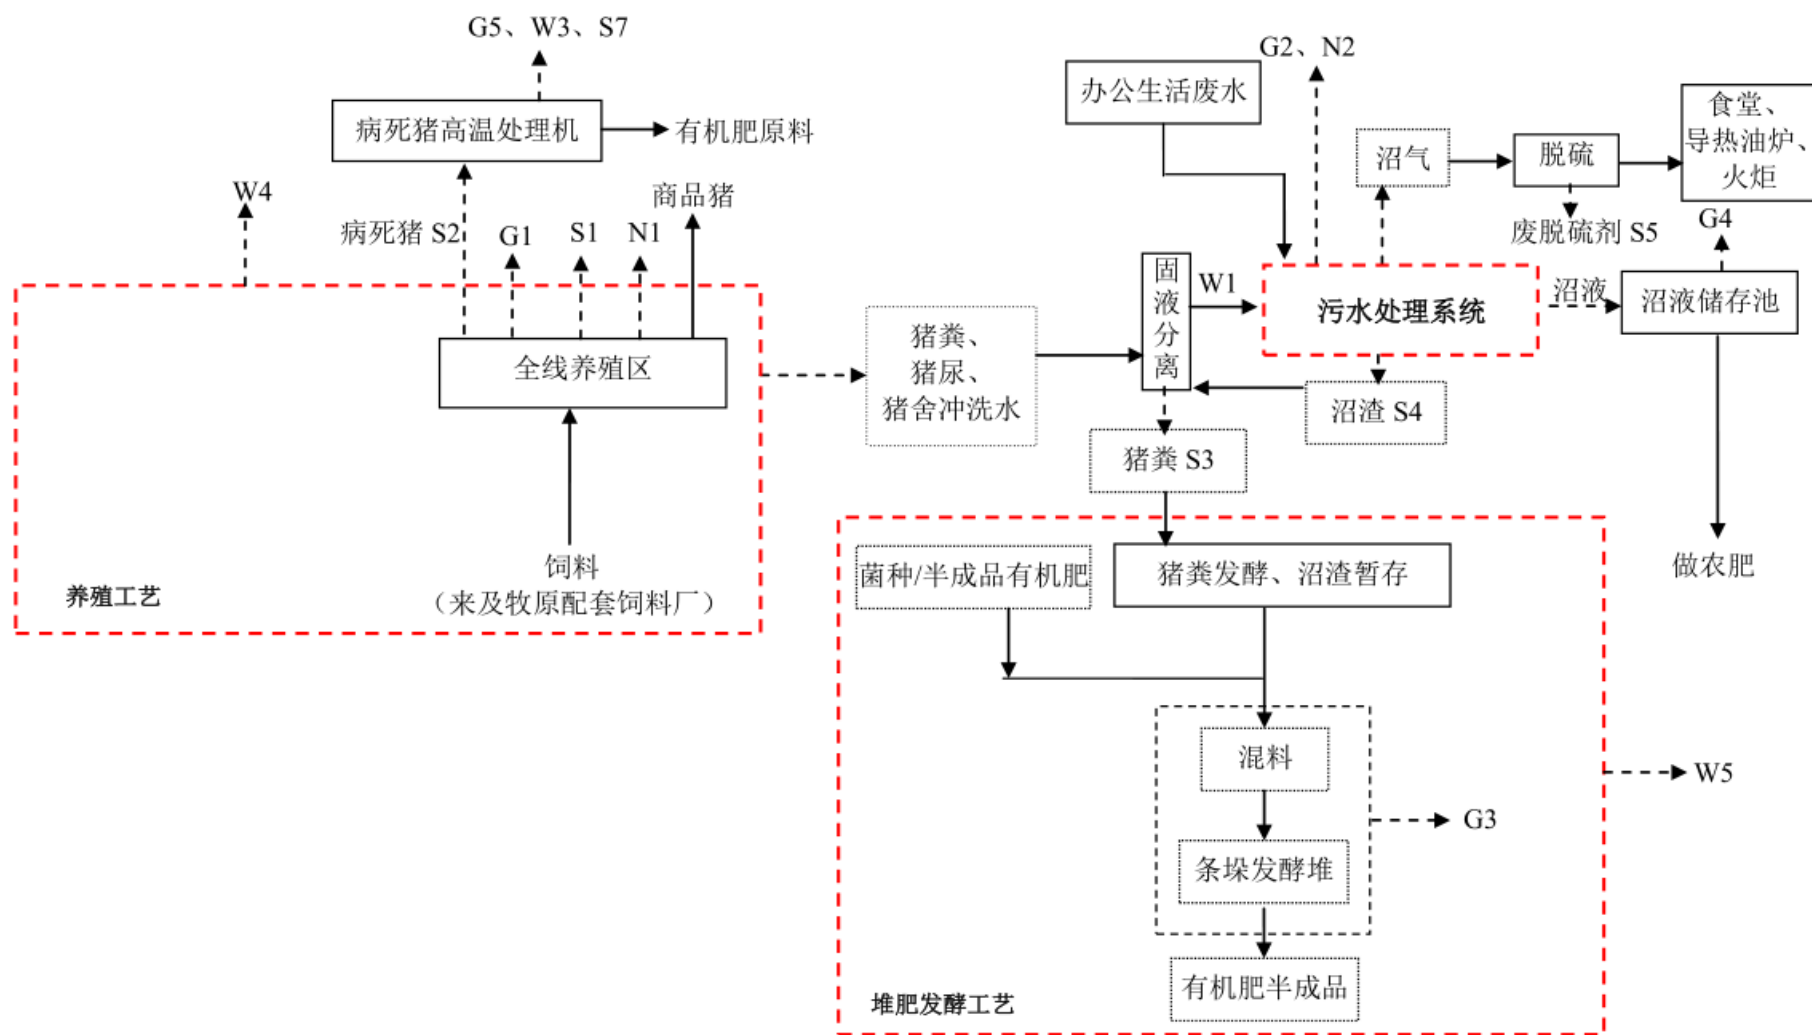 G5、W3、S7
病死猪高温处理机
有机肥原料
W4
病死猪 S2
G1
S1
N1
商品猪
全线养殖区
饲料
（来及牧原配套饲料厂）
养殖工艺
猪粪、
猪尿、
猪舍冲洗水
办公生活废水
G2、N2
沼气
脱硫
食堂、
导热油炉、
火炬
废脱硫剂 S5
G4
固
液
分
离
W1
污水处理系统
沼液
沼液储存池
沼渣 S4
猪粪 S3
做农肥
菌种/半成品有机肥
猪粪发酵、沼渣暂存
混料
条垛发酵堆
G3
W5
有机肥半成品
堆肥发酵工艺